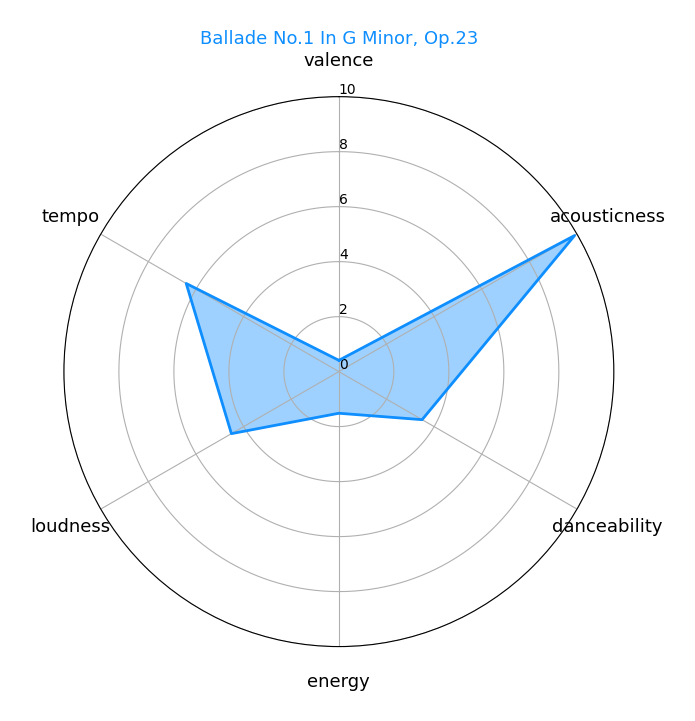 Ballade No.1 In G Minor, Op.23
valence
10
8
tempo
6
acousticness
4
2
0
loudness
danceability
energy